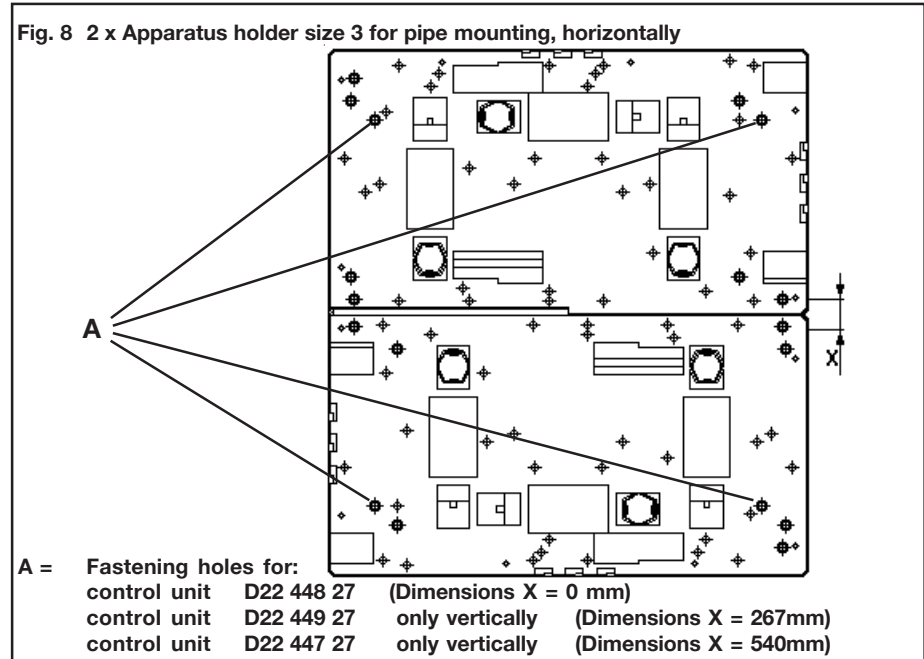 Fig. 8 2 x Apparatus holder size 3 for pipe mounting, horizontally
X
A
A = Fastening holes for:
control unit D22 448 27 (Dimensions X = 0 mm)
control unit D22 449 27 only vertically (Dimensions X = 267mm)
control unit D22 447 27 only vertically (Dimensions X = 540mm)